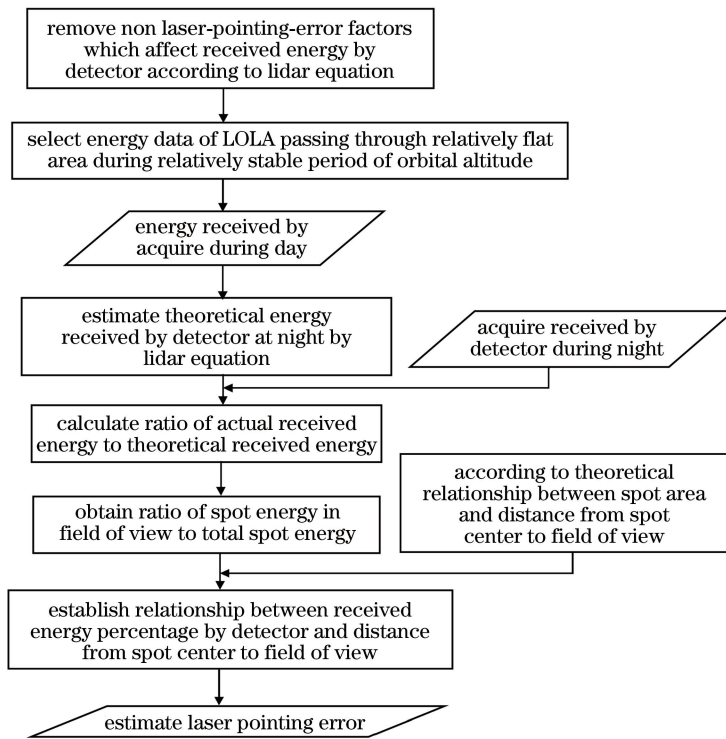 remove non laser-pointing-error factors
which affect received energy by
detector according to lidar equation
select energy data of LOLA passing through relatively flat
area during relatively stable period of orbital altitude
energy received by
acquire during day
estimate theoretical energy
received by detector at night by
lidar equation
acquire received by
detector during night
calculate ratio of actual received
energy to theoretical received energy
according to theoretical
relationship between spot area
and distance from spot
center to field of view
obtain ratio of spot energy in
field of view to total spot energy
establish relationship between received
energy percentage by detector and distance
from spot center to field of view
estimate laser pointing error